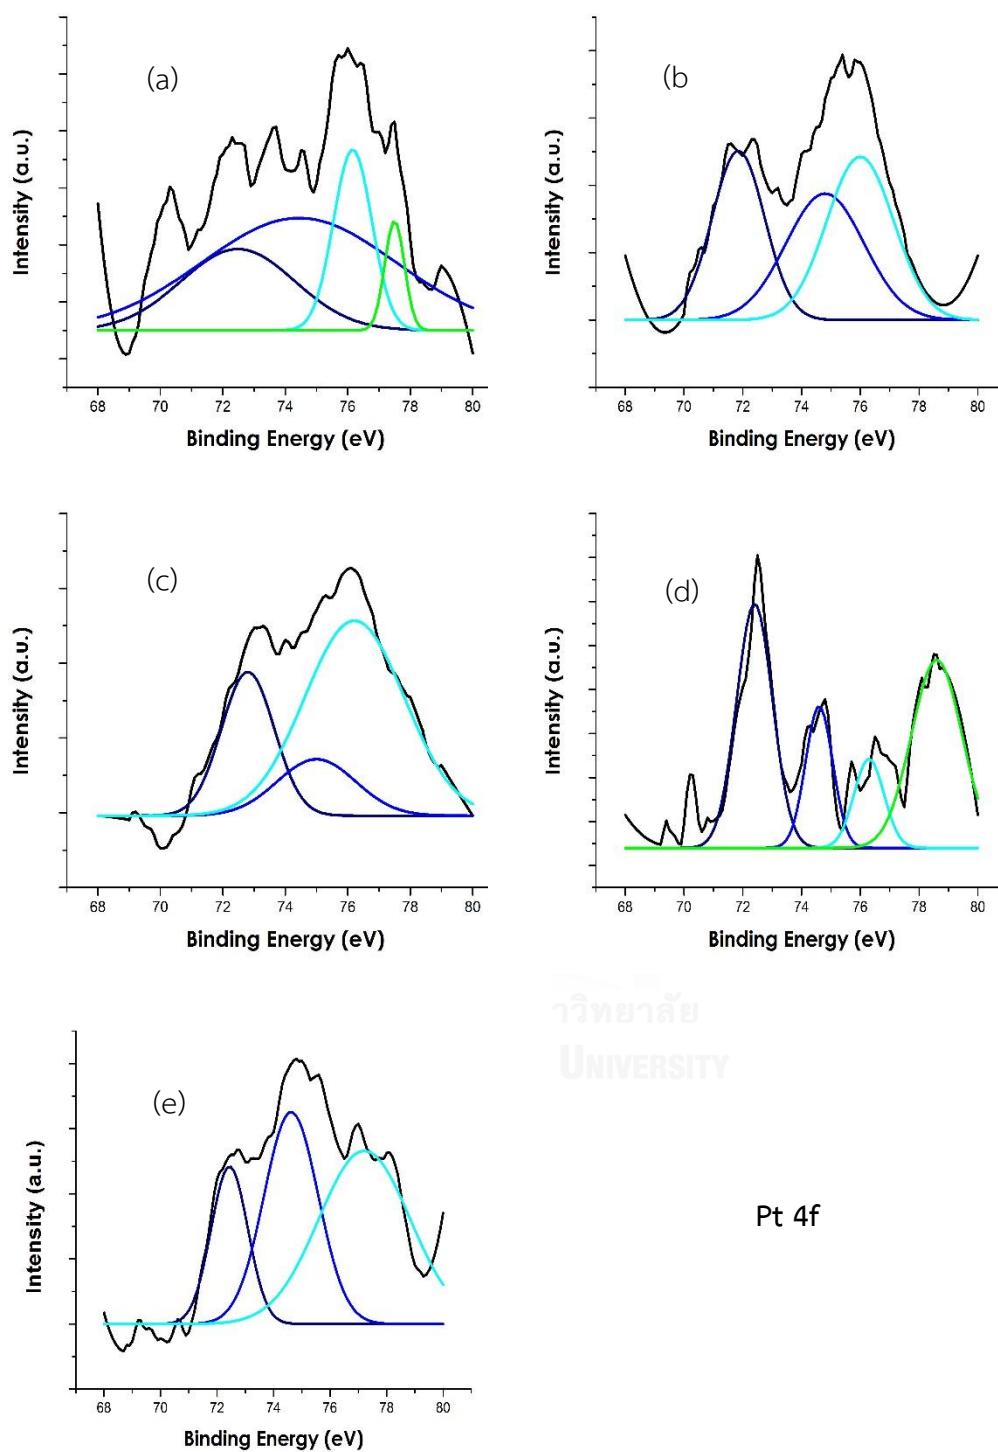 (a)
Intensity (a.u.)
68 70 72 74 76 78 80
Binding Energy (eV)
(b)
Intensity (a.u.)
68 70 72 74 76 78 80
Binding Energy (eV)
(c)
Intensity (a.u.)
68 70 72 74 76 78 80
Binding Energy (eV)
(d)
Intensity (a.u.)
68 70 72 74 76 78 80
Binding Energy (eV)
าวิทยาลัย
UNIVERSITY
(e)
Intensity (a.u.)
68 70 72 74 76 78 80
Binding Energy (eV)
Pt 4f